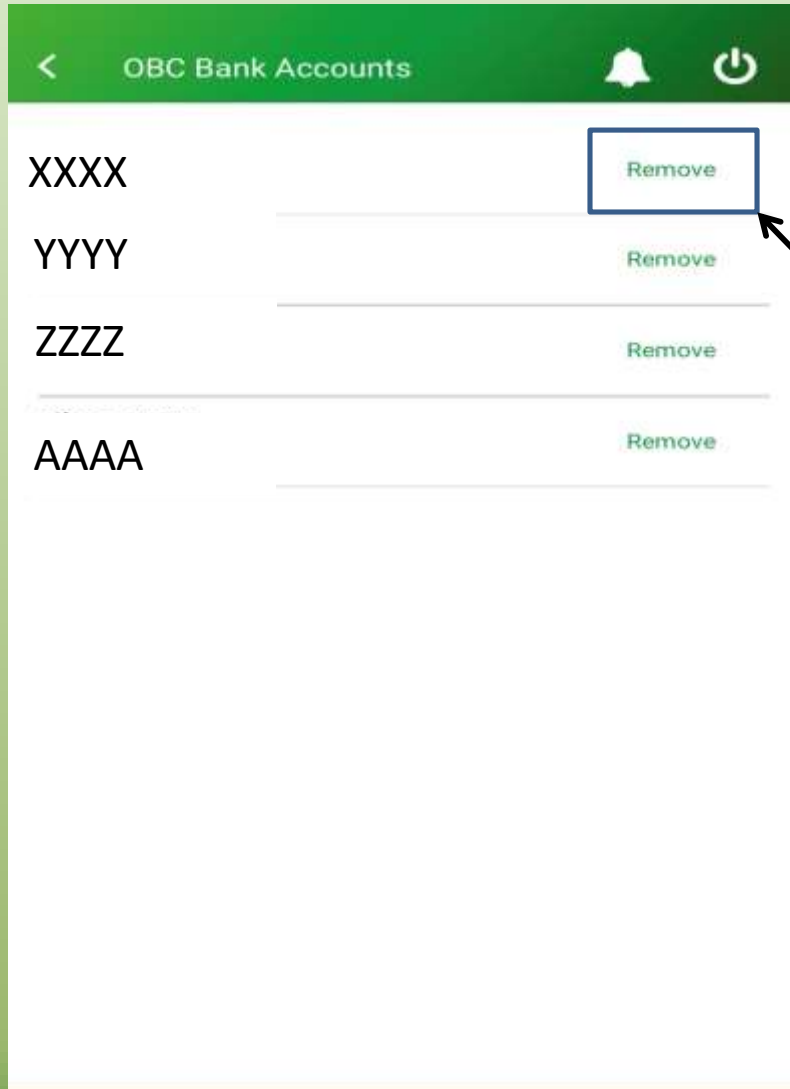 OBC Bank Accounts
XXXX Remove
YYYY Remove
ZZZZ Remove
AAAA Remove